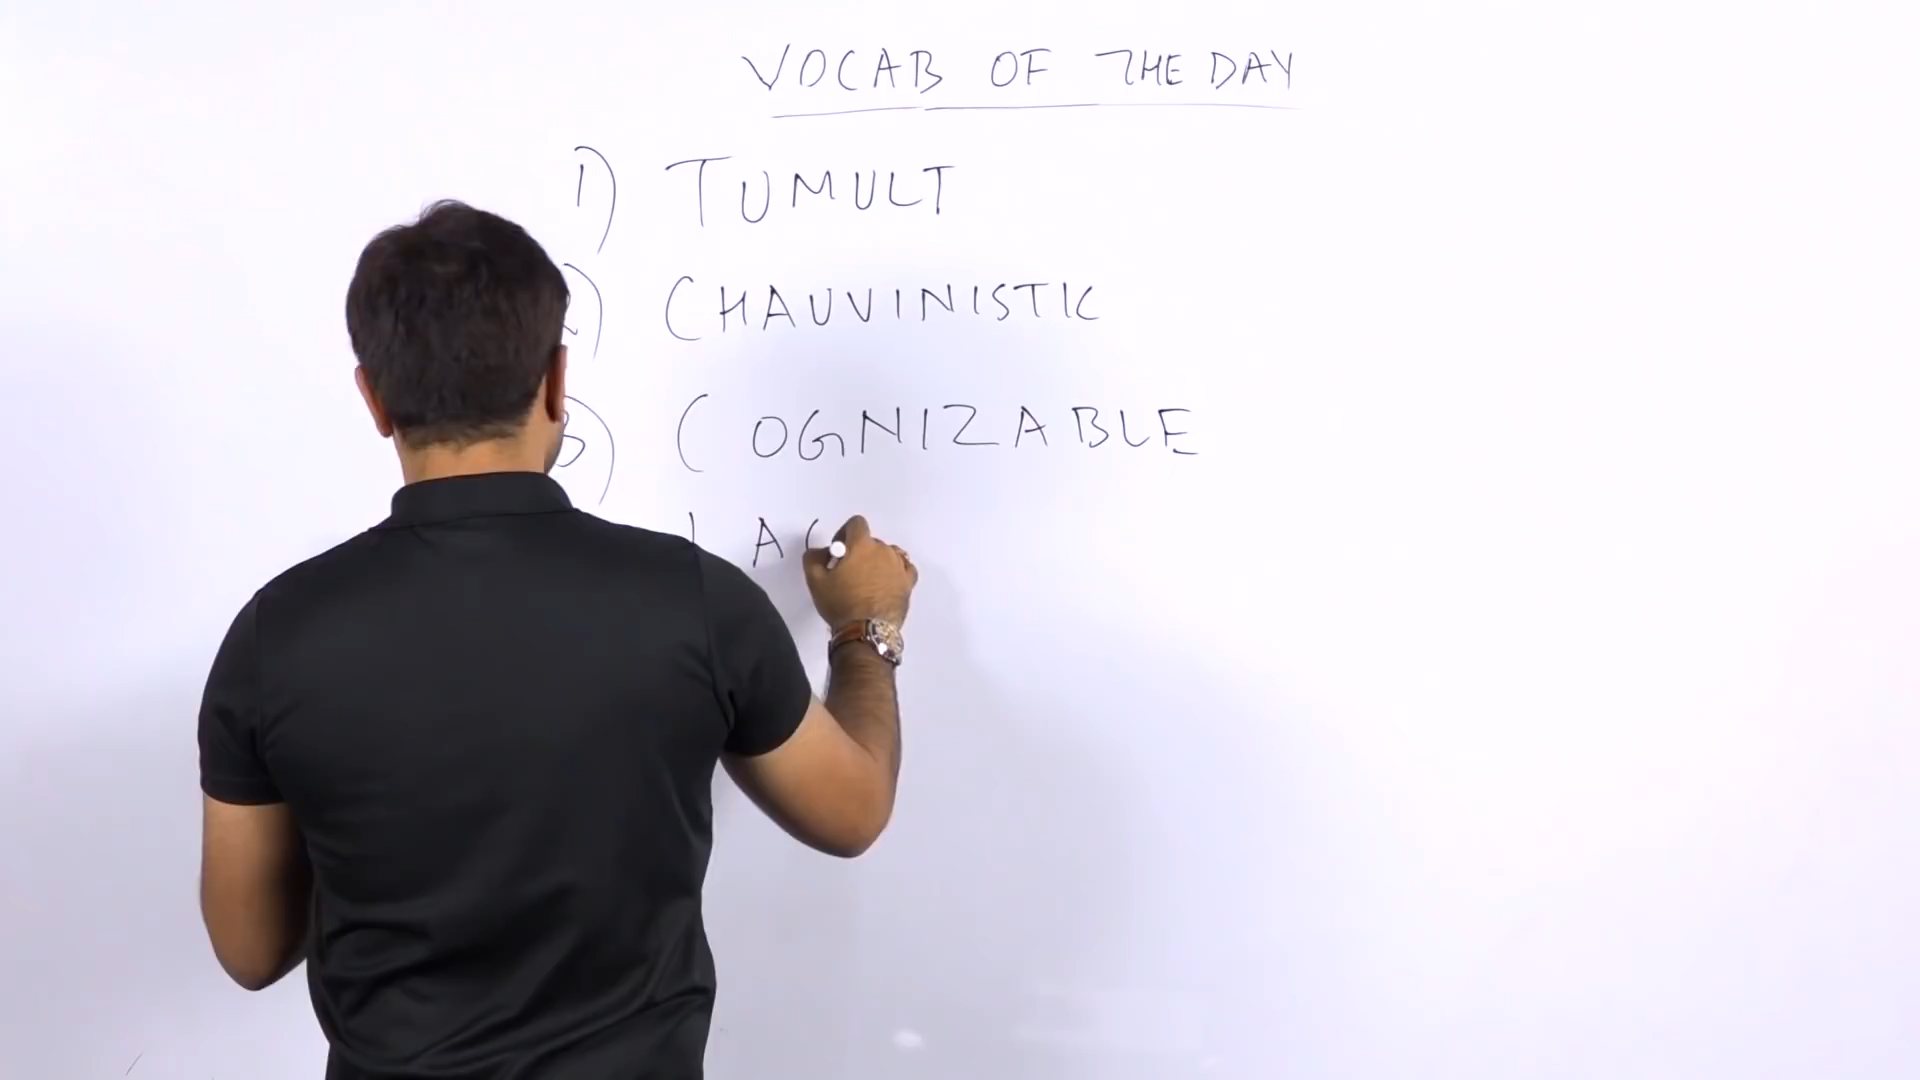 VOCAB OF THE DAY
1) TUMULT
2) CHAUVINISTIC
3) COGNIZABLE